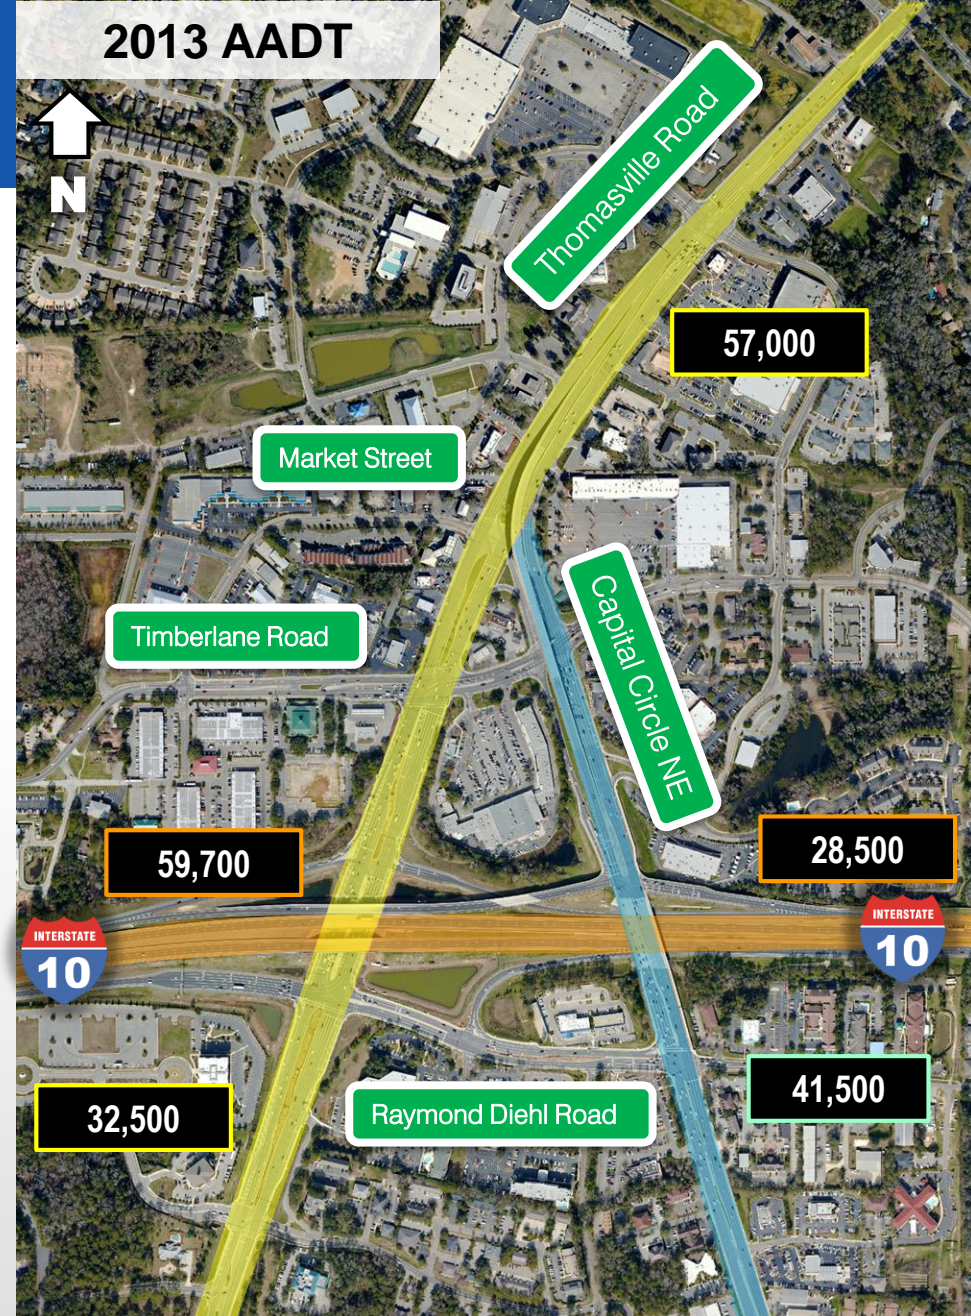 2013 AADT
N
Thomasville Road
57,000
Market Street
Capital Circle NE
Timberlane Road
59,700
28,500
INTERSTATE
10
INTERSTATE
10
32,500
41,500
Raymond Diehl Road